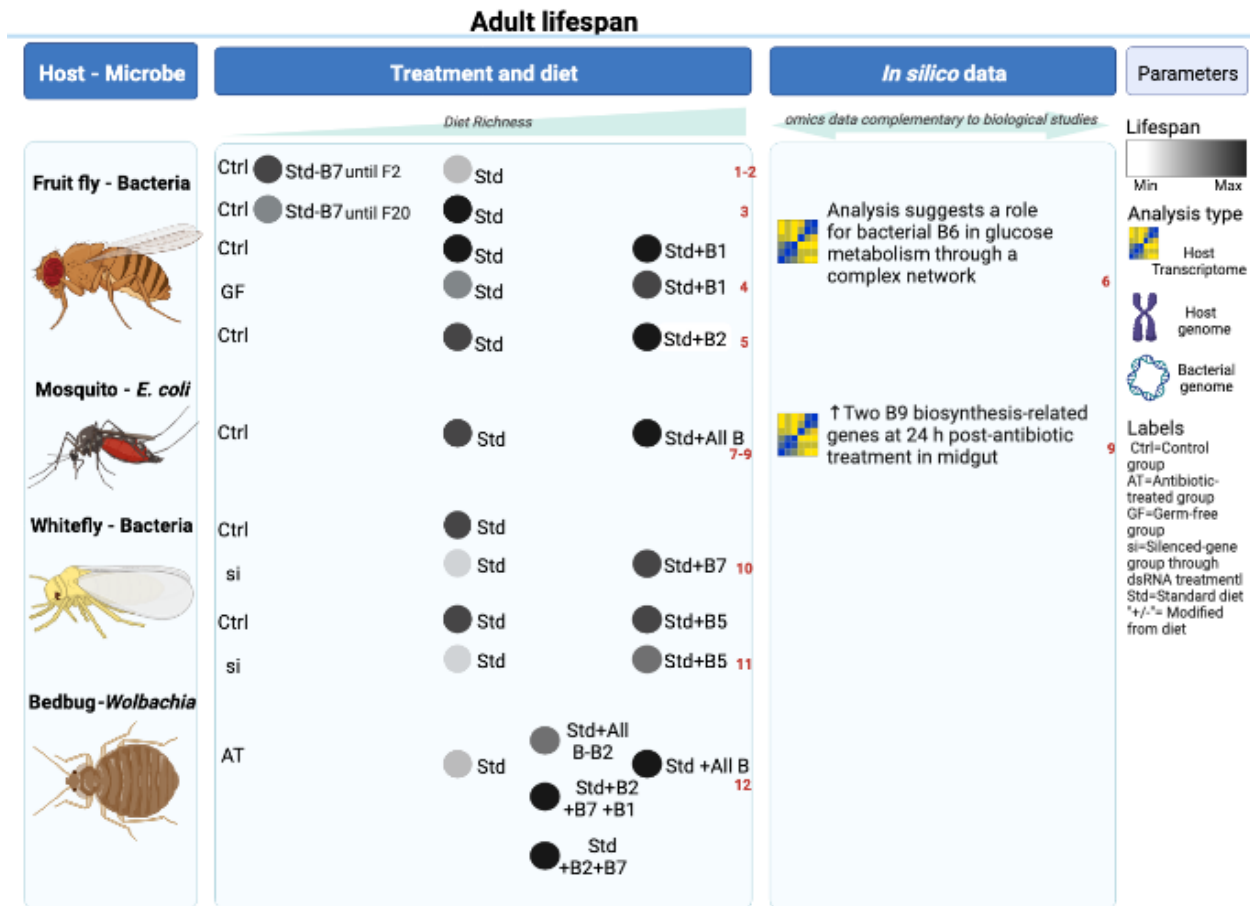 Adult lifespan
Host - Microbe
Treatment and diet
In silico data
Parameters
Diet Richness
omics data complementary to biological studies
Fruit fly - Bacteria
Ctrl Std-B7 until F2 Std 1-2
Ctrl Std-B7 until F20 Std 3
Ctrl Std Std+B1
GF Std Std+B1 4
Ctrl Std Std+B2 5
Analysis suggests a role
for bacterial B6 in glucose
metabolism through a
complex network
6
Mosquito - E. coli
Ctrl Std Std+All B
7-9
↑Two B9 biosynthesis-related
genes at 24 h post-antibiotic
treatment in midgut
9
Whitefly - Bacteria
Ctrl Std
si Std Std+B7 10
Ctrl Std Std+B5
si Std Std+B5 11
Bedbug-Wolbachia
AT Std
Std+All
B-B2
Std+B2
+B7 +B1
Std
+B2+B7
Std +All B
12
Lifespan
Min Max
Analysis type
Host
Transcriptome
Host
genome
Bacterial
genome
Labels
Ctrl=Control
group
AT=Antibiotic-
treated group
GF=Germ-free
group
si=Silenced-gene
group through
dsRNA treatmentl
Std=Standard diet
"+/-"= Modified
from diet